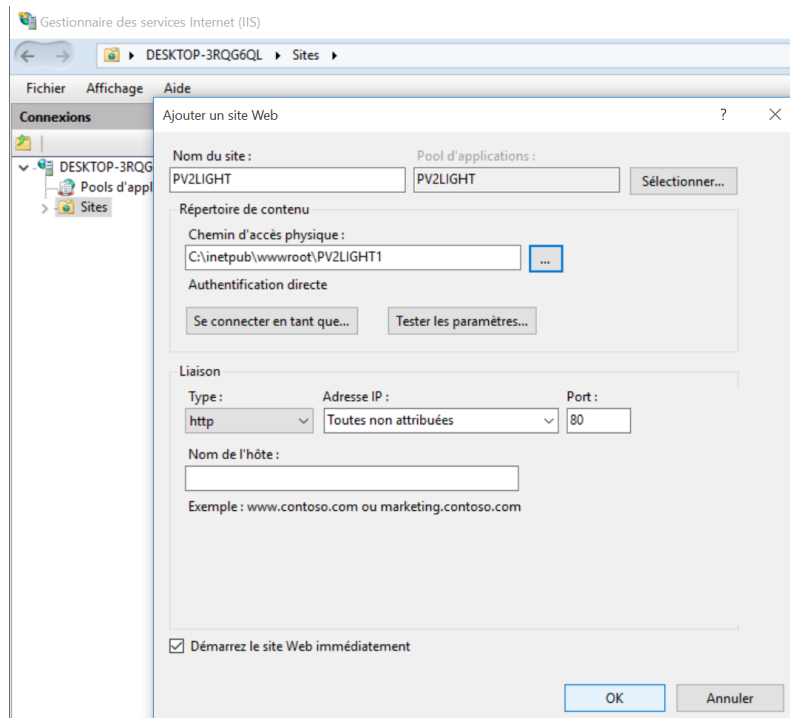 Gestionnaire des services Internet (IIS)
DESKTOP-3RQG6QL Sites
Fichier Affichage Aide
Connexions
Ajouter un site Web ?
DESKTOP-3RQG
Pools d'appl
Sites
Nom du site : Pool d'applications :
PV2LIGHT PV2LIGHT Sélectionner...
Répertoire de contenu
Chemin d'accès physique :
C:\inetpub\wwwroot\PV2LIGHT1 ...
Authentification directe
Se connecter en tant que... Tester les paramètres...
Liaison
Type : Adresse IP : Port :
http Toutes non attribuées 80
Nom de l'hôte :
Exemple : www.contoso.com ou marketing.contoso.com
Démarrez le site Web immédiatement
OK Annuler